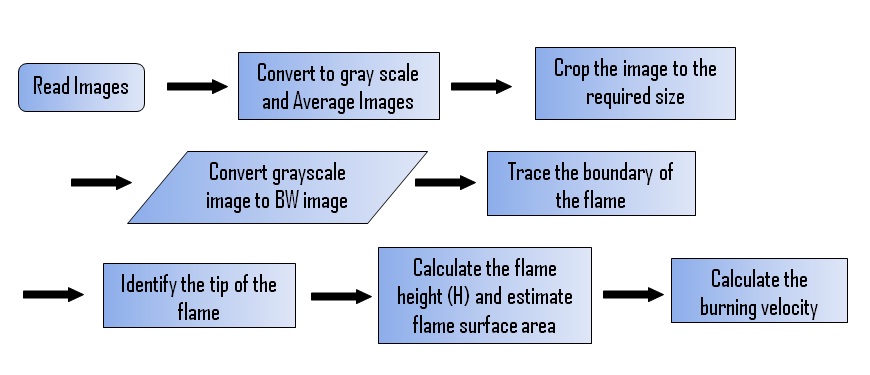 Read Images
Convert to gray scale
and Average Images
Crop the image to the
required size
Convert grayscale
image to BW image
Trace the boundary of
the flame
Identify the tip of the
flame
Calculate the flame
height (H) and estimate
flame surface area
Calculate the
burning velocity